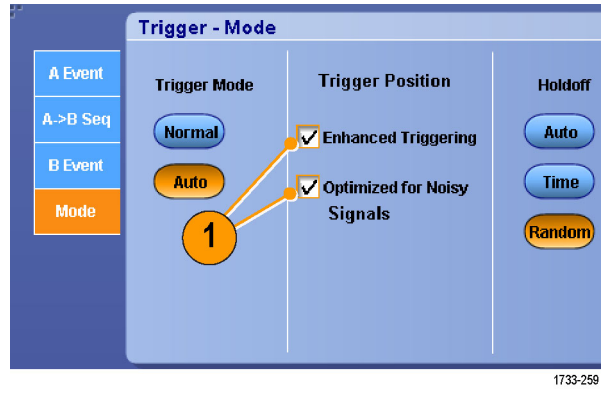 Trigger - Mode
A Event
A->B Seq
B Event
Mode
Trigger Mode
Normal
Auto
1
Trigger Position
Enhanced Triggering
Optimized for Noisy
Signals
Holdoff
Auto
Time
Random
1733-259